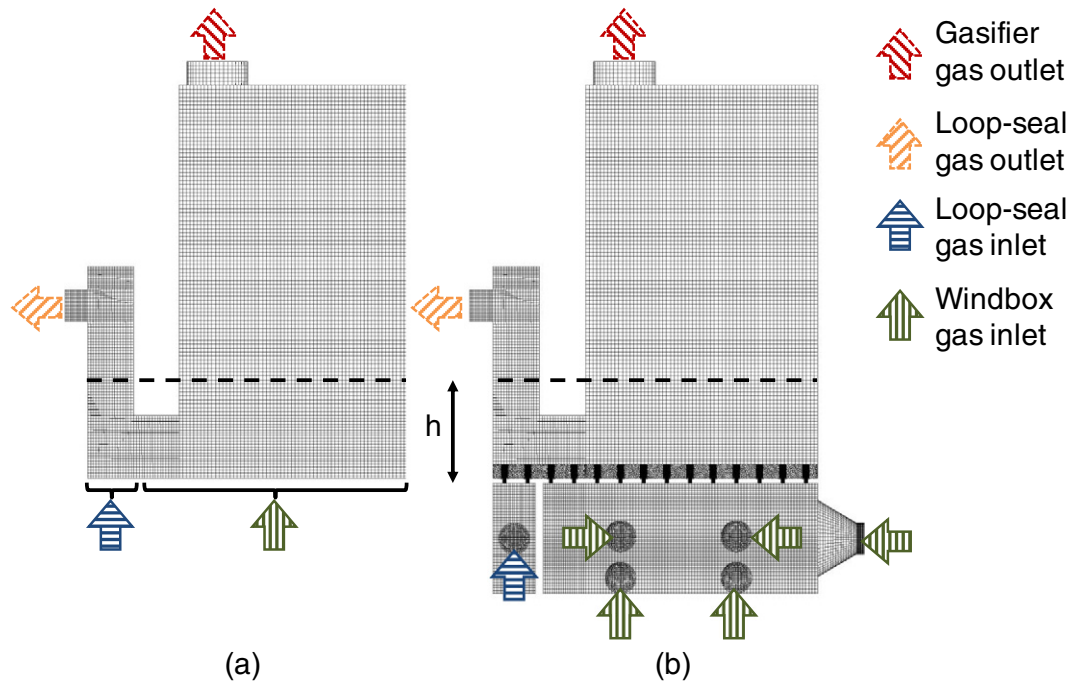 Gasifier
gas outlet
Loop-seal
gas outlet
Loop-seal
gas inlet
Windbox
gas inlet
h
(a)
(b)